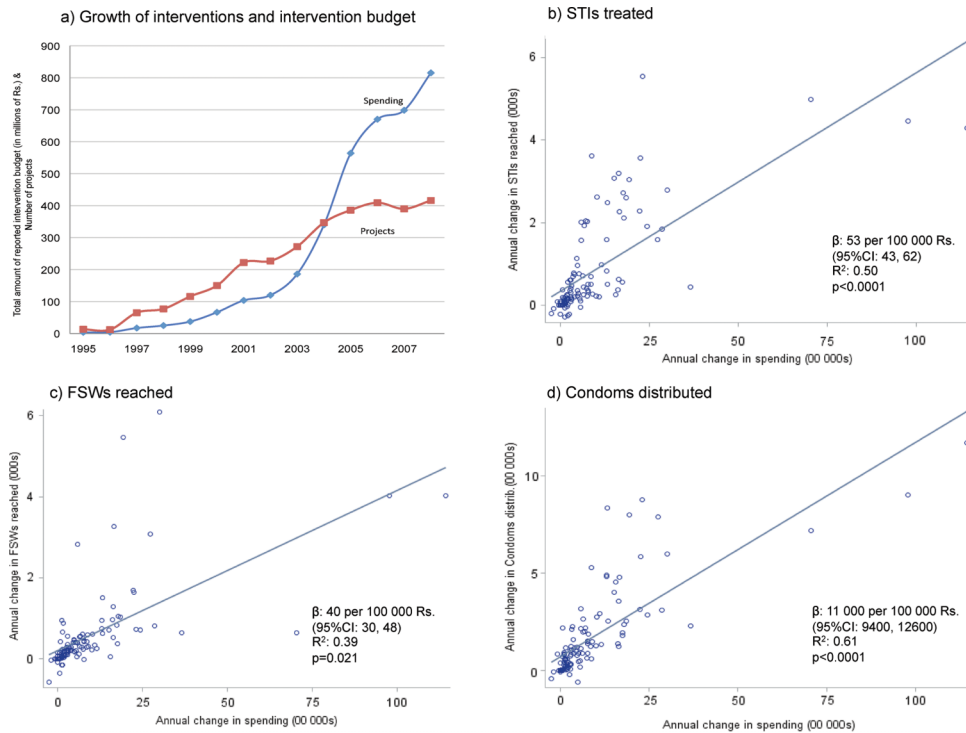 a) Growth of interventions and intervention budget
Total amount of reported intervention budget (in millions of Rs.) &
Number of projects
900
800
700
600
500
400
300
200
100
0
Spending
Projects
1995
1997
1999
2001
2003
2005
2007
b) STIs treated
Annual change in STIs reached (000s)
6
4
2
0
β: 53 per 100 000 Rs.
(95%CI: 43, 62)
R²: 0.50
p<0.0001
0
25
50
75
100
Annual change in spending (00 000s)
c) FSWs reached
Annual change in FSWs reached (000s)
6
4
2
0
β: 40 per 100 000 Rs.
(95%CI: 30, 48)
R²: 0.39
p=0.021
0
25
50
75
100
Annual change in spending (00 000s)
d) Condoms distributed
Annual change in Condoms distrib.(00 000s)
10
5
0
β: 11 000 per 100 000 Rs.
(95%CI: 9400, 12600)
R²: 0.61
p<0.0001
0
25
50
75
100
Annual change in spending (00 000s)